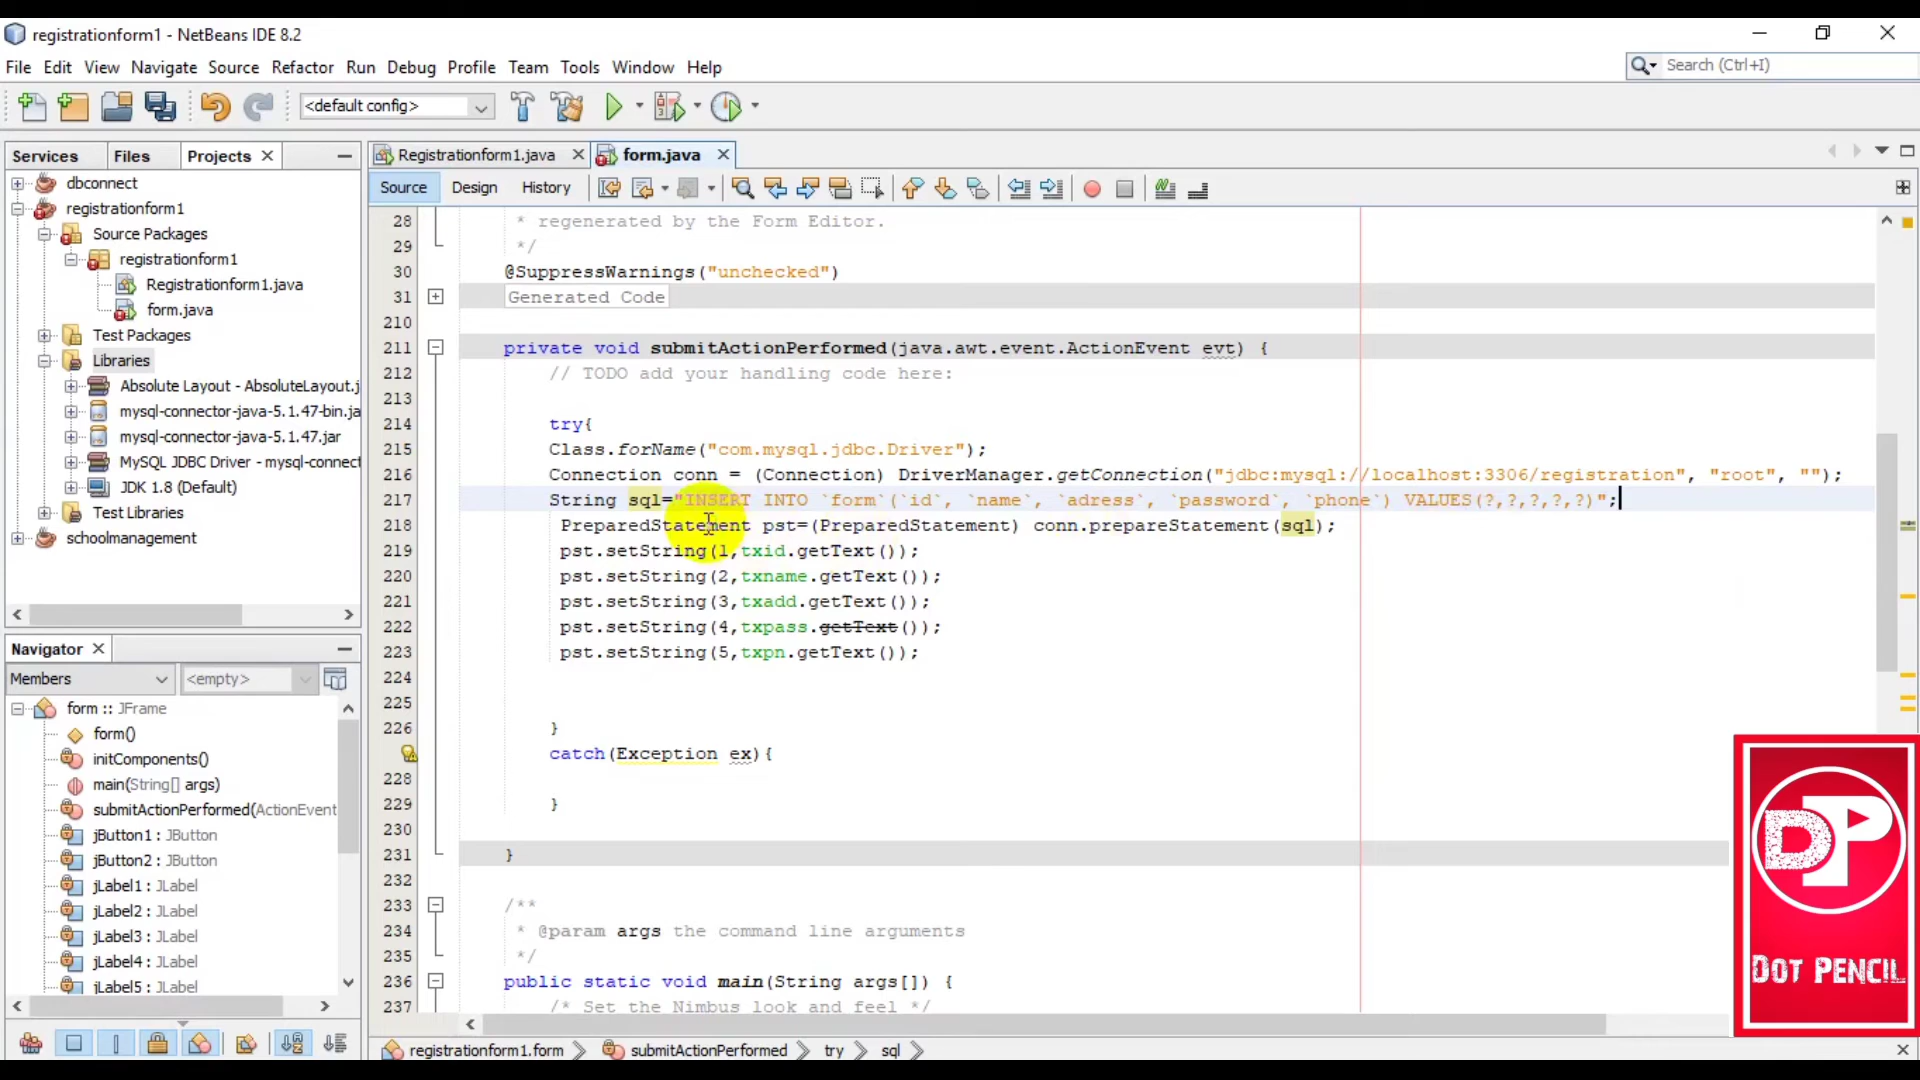 registrationform1 - NetBeans IDE 8.2
File Edit View Navigate Source Refactor Run Debug Profile Team Tools Window Help
Search (Ctrl+I)
<default config>
Services Files Projects
Registrationform1.java form.java
Source Design History
dbconnect
registrationform1
Source Packages
registrationform1
Registrationform1.java
form.java
Test Packages
Libraries
Absolute Layout - AbsoluteLayout.j
mysql-connector-java-5.1.47-bin.ja
mysql-connector-java-5.1.47.jar
MySQL JDBC Driver - mysql-connect
JDK 1.8 (Default)
Test Libraries
schoolmanagement
Navigator
Members <empty>
form :: JFrame
form()
initComponents()
main(String[] args)
submitActionPerformed(ActionEvent
jButton1 : JButton
jButton2 : JButton
jLabel1 : JLabel
jLabel2 : JLabel
jLabel3 : JLabel
jLabel4 : JLabel
jLabel5 : JLabel
28 * regenerated by the Form Editor.
29 */
30 @SuppressWarnings("unchecked")
31 Generated Code
210
211 private void submitActionPerformed(java.awt.event.ActionEvent evt) {
212 // TODO add your handling code here:
213
214 try{
215 Class.forName("com.mysql.jdbc.Driver");
216 Connection conn = (Connection) DriverManager.getConnection("jdbc:mysql://localhost:3306/registration", "root", "");
217 String sql="INSERT INTO `form`(`id`, `name`, `adress`, `password`, `phone`) VALUES(?,?,?,?,?)";
218 PreparedStatement pst=(PreparedStatement) conn.prepareStatement(sql);
219 pst.setString(1,txid.getText());
220 pst.setString(2,txname.getText());
221 pst.setString(3,txadd.getText());
222 pst.setString(4,txpass.getText());
223 pst.setString(5,txpn.getText());
224
225
226 }
catch(Exception ex){
228
229 }
230
231 }
232
233 /**
234 * @param args the command line arguments
235 */
236 public static void main(String args[]) {
237 /* Set the Nimbus look and feel */
registrationform1.form submitActionPerformed try sql
DP
DOT PENCIL